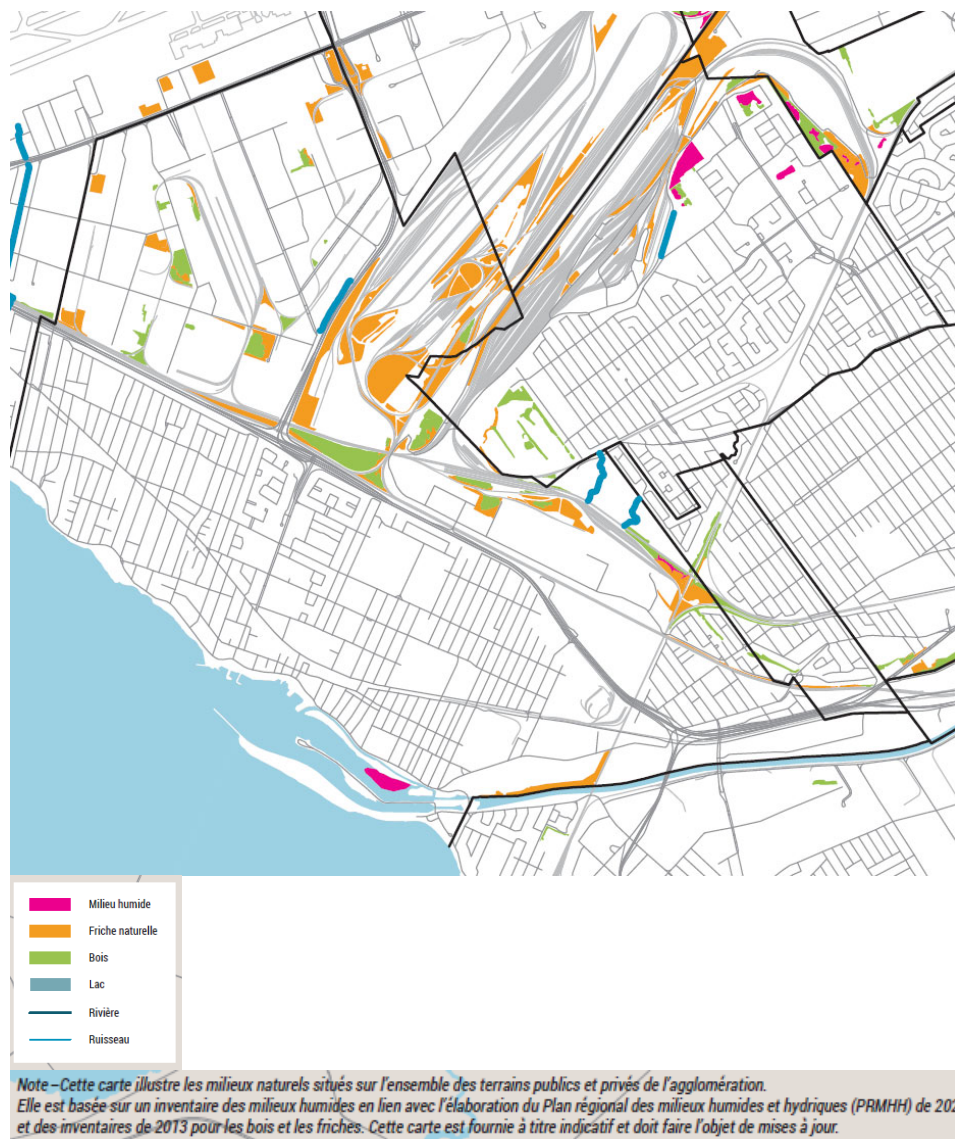 Milieu humide
Friche naturelle
Bois
Lac
Rivière
Ruisseau
Note – Cette carte illustre les milieux naturels situés sur l'ensemble des terrains publics et privés de l'agglomération.
Elle est basée sur un inventaire des milieux humides en lien avec l'élaboration du Plan régional des milieux humides et hydriques (PRMHH) de
et des inventaires de 2013 pour les bois et les friches. Cette carte est fournie à titre indicatif et doit faire l'objet de mises à jour.